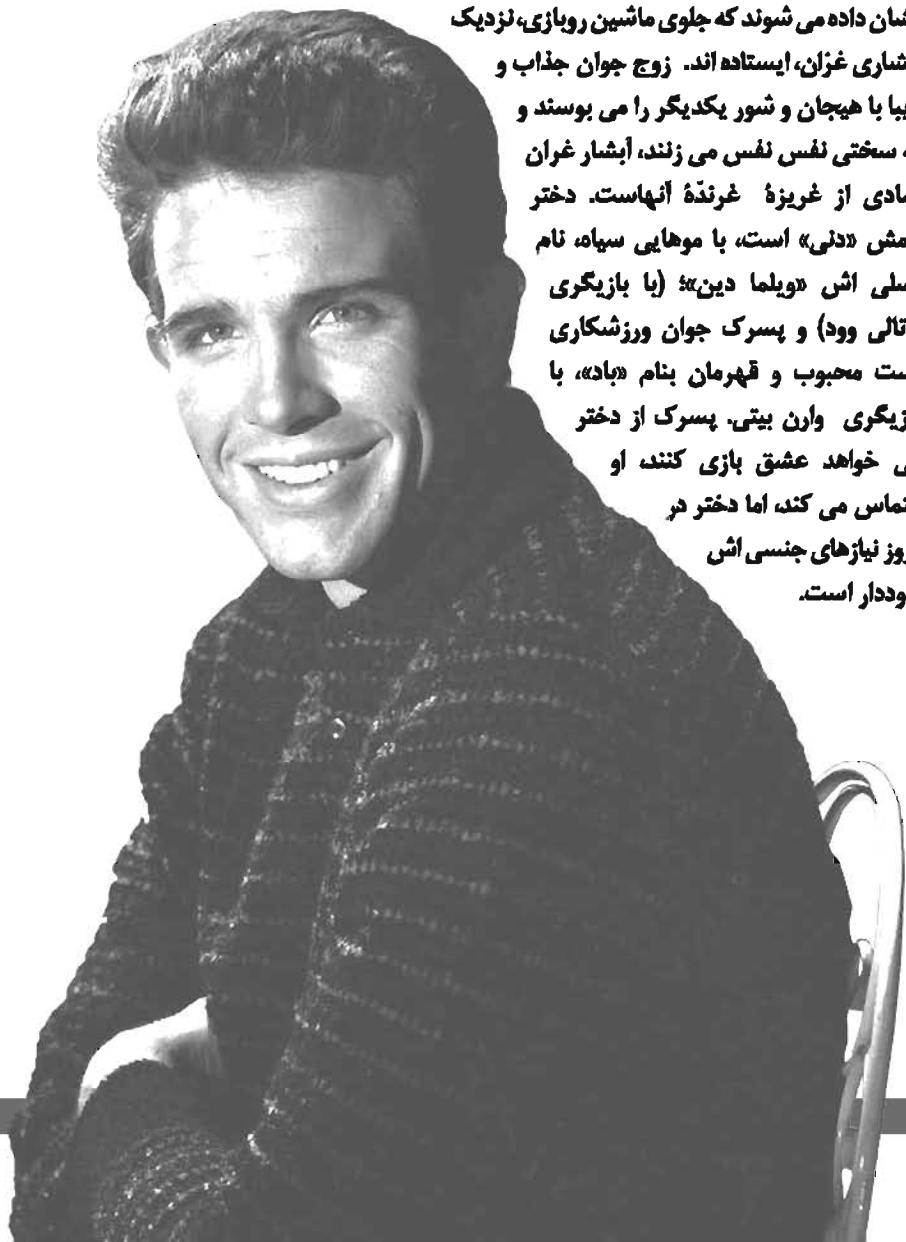 شان داده می شوند که جلوی ماشین روبازی،نزدیک
شاری غزان، ایستاده اند. زوج جوان جذاب و
یبا با هیجان و شور یکدیگر را می بوسند و
سختی نفس نفس می زنند، آبشار غران
مادی از غریزۀ غرندّۀ آنهاست. دختر
مش «دنی» است، با موهایی سیاه، نام
سلی اش «ویلما دین»؛ (با بازیگری
تالی وود) و پسرک جوان ورزشکاری
ست محبوب و قهرمان بنام «باد»، با
زیگری وارن بیتی. پسرک از دختر
ی خواهد عشق بازی کنند، او
تماس می کند، اما دختر در
روز نیازهای جنسی اش
وددار است.